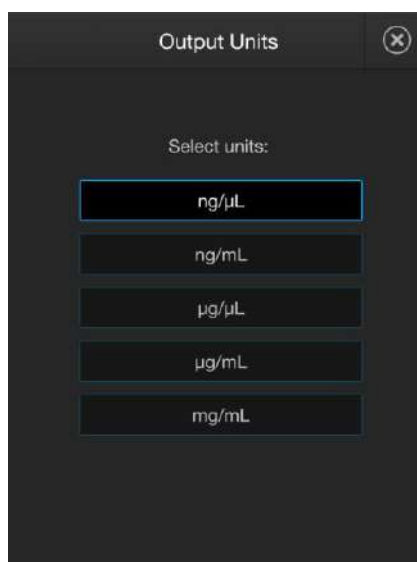 Output Units
Select units:
ng/µL
ng/mL
µg/µL
µg/mL
mg/mL